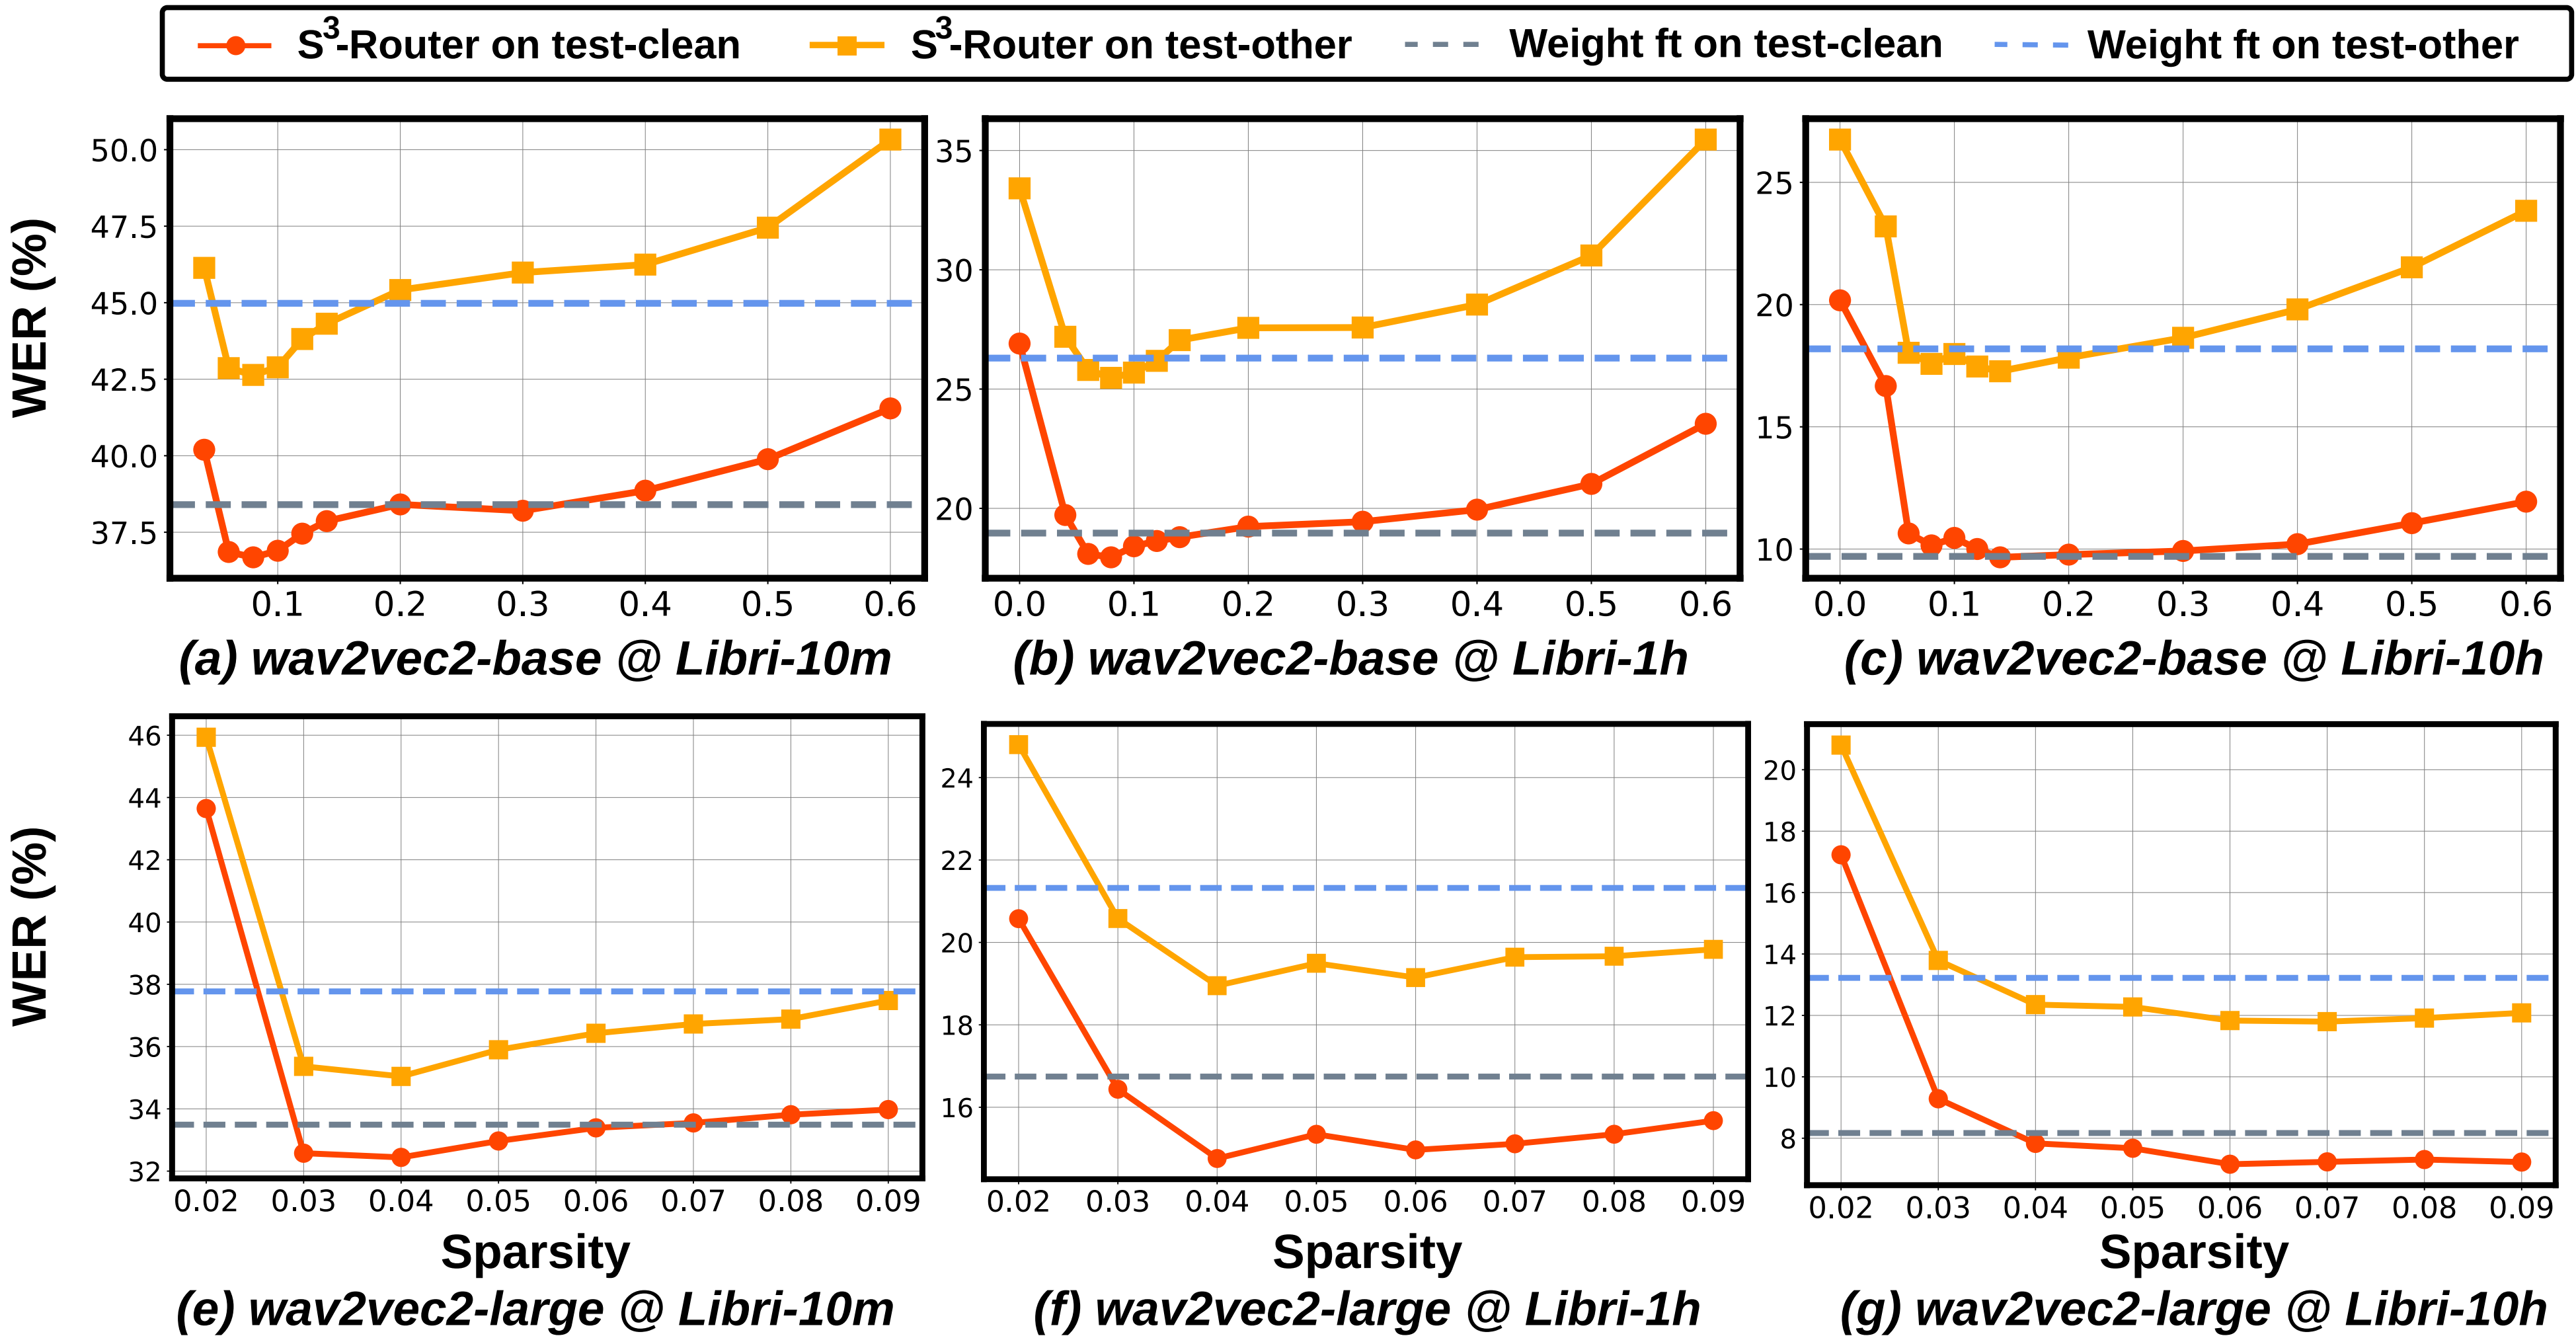 S3-Router on test-clean S3-Router on test-other Weight ft on test-clean Weight ft on test-other
WER (%)
50.0
47.5
45.0
42.5
40.0
37.5
0.1 0.2 0.3 0.4 0.5 0.6
(a) wav2vec2-base @ Libri-10m
35
30
25
20
0.0 0.1 0.2 0.3 0.4 0.5 0.6
(b) wav2vec2-base @ Libri-1h
25
20
15
10
0.0 0.1 0.2 0.3 0.4 0.5 0.6
(c) wav2vec2-base @ Libri-10h
WER (%)
46
44
42
40
38
36
34
32
0.02 0.03 0.04 0.05 0.06 0.07 0.08 0.09
Sparsity
(e) wav2vec2-large @ Libri-10m
24
22
20
18
16
0.02 0.03 0.04 0.05 0.06 0.07 0.08 0.09
Sparsity
(f) wav2vec2-large @ Libri-1h
20
18
16
14
12
10
8
0.02 0.03 0.04 0.05 0.06 0.07 0.08 0.09
Sparsity
(g) wav2vec2-large @ Libri-10h